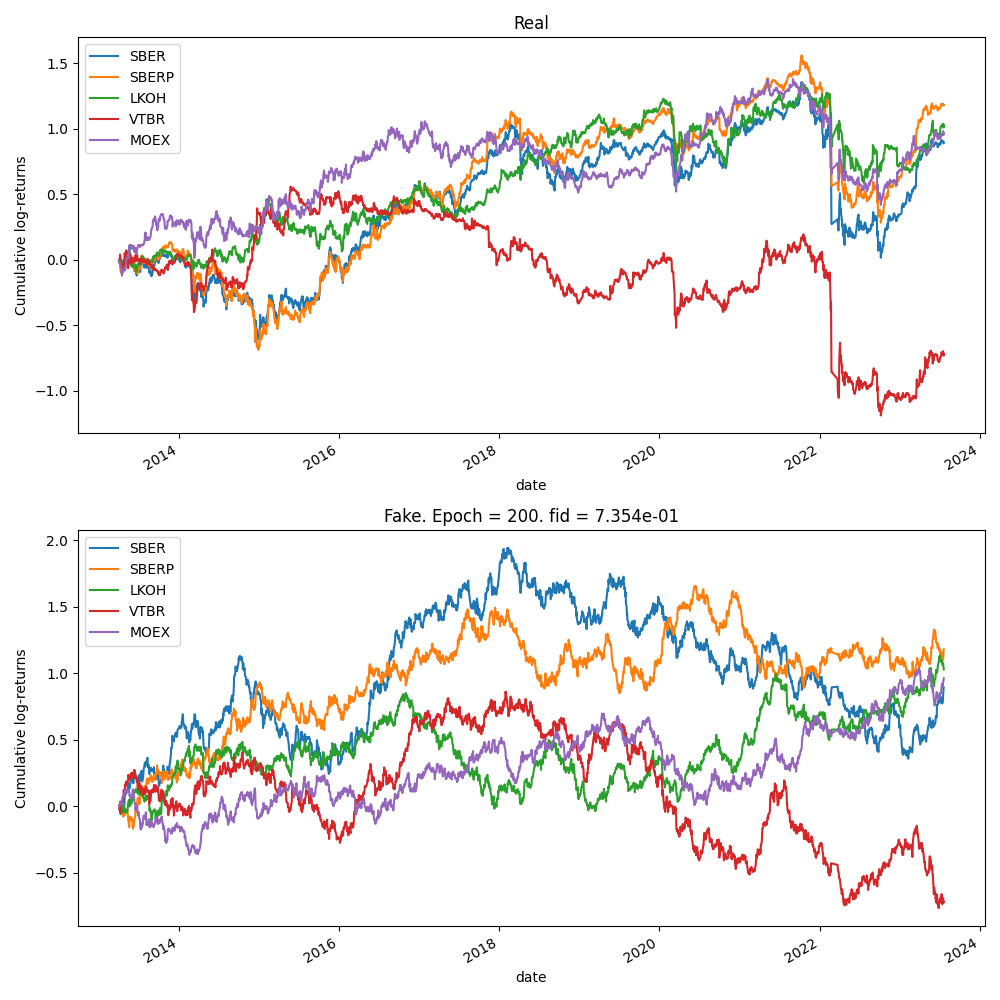 Real
SBER
SBERP
LKOH
VTBR
MOEX
Cumulative log-returns
1.5
1.0
0.5
0.0
−0.5
−1.0
2014
2016
2018
2020
2022
2024
date
Fake. Epoch = 200. fid = 7.354e-01
SBER
SBERP
LKOH
VTBR
MOEX
Cumulative log-returns
2.0
1.5
1.0
0.5
0.0
−0.5
2014
2016
2018
2020
2022
2024
date